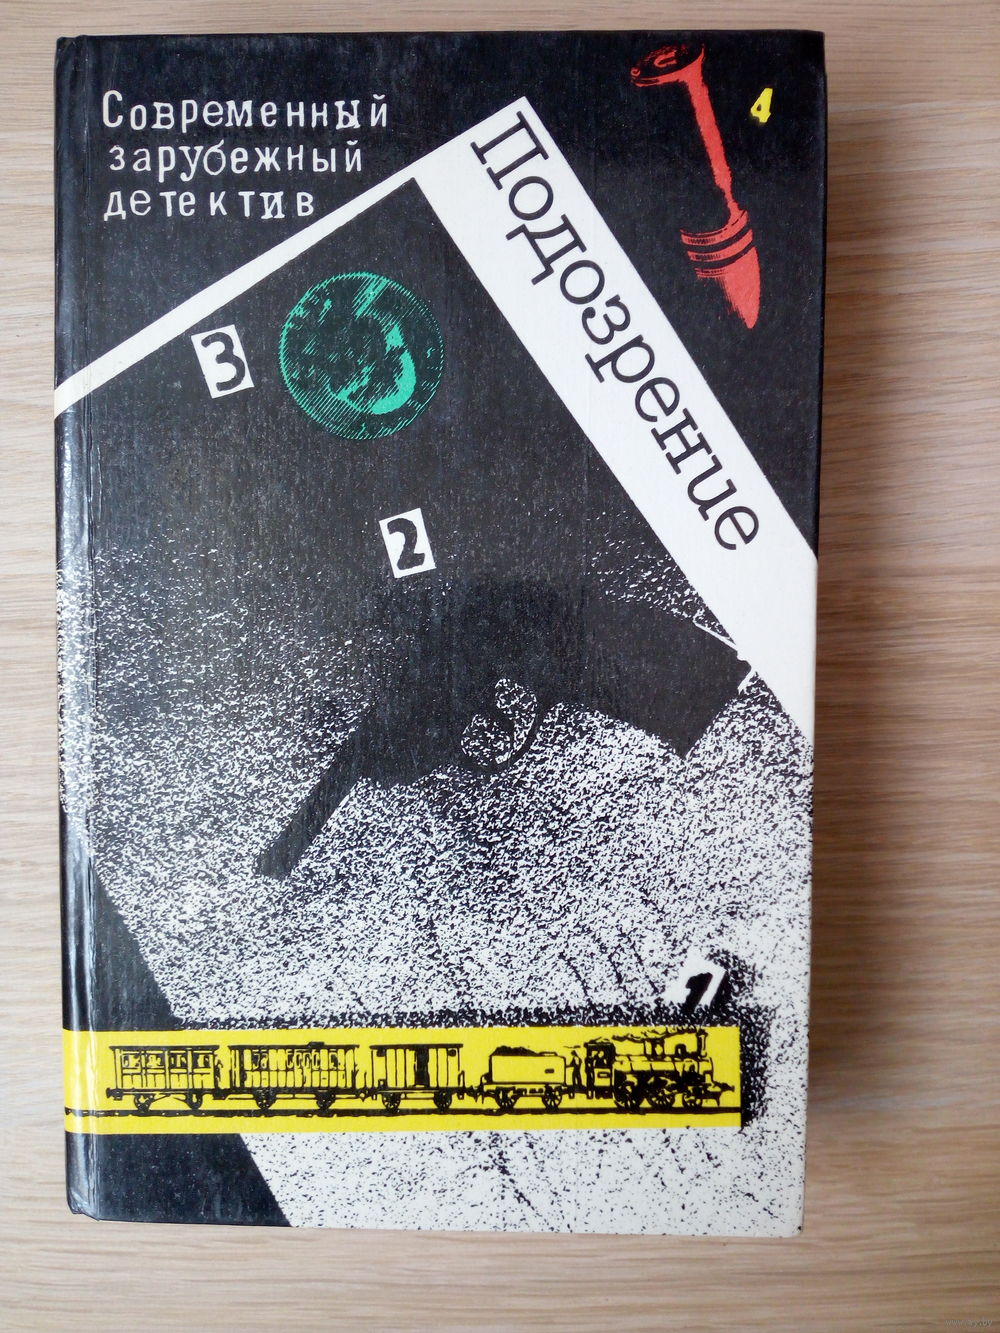 Современный
зарубежный
детектив
Подозрение
4
3
2
1